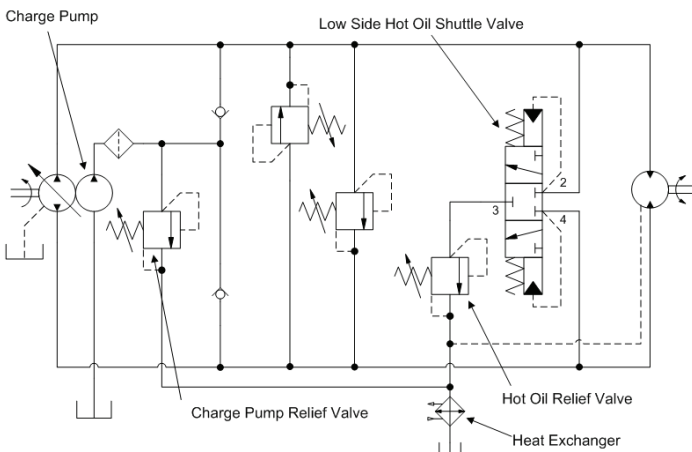 Charge Pump
Low Side Hot Oil Shuttle Valve
2
3
4
Charge Pump Relief Valve
Hot Oil Relief Valve
Heat Exchanger